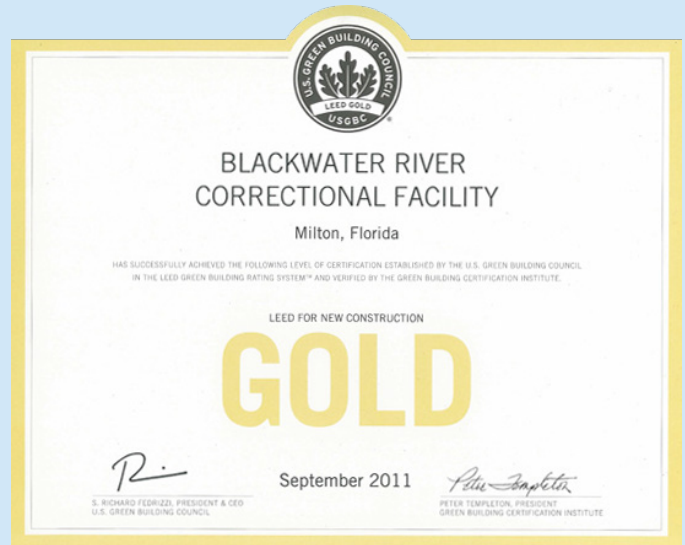 U.S. GREEN BUILDING COUNCIL
LEED GOLD
USGBC
®
BLACKWATER RIVER
CORRECTIONAL FACILITY
Milton, Florida
HAS SUCCESSFULLY ACHIEVED THE FOLLOWING LEVEL OF CERTIFICATION ESTABLISHED BY THE U.S. GREEN BUILDING COUNCIL
IN THE LEED GREEN BUILDING RATING SYSTEM™ AND VERIFIED BY THE GREEN BUILDING CERTIFICATION INSTITUTE.
LEED FOR NEW CONSTRUCTION
GOLD
September 2011
Peter Templeton
S. RICHARD FEDRIZZI, PRESIDENT & CEO
U.S. GREEN BUILDING COUNCIL
PETER TEMPLETON, PRESIDENT
GREEN BUILDING CERTIFICATION INSTITUTE